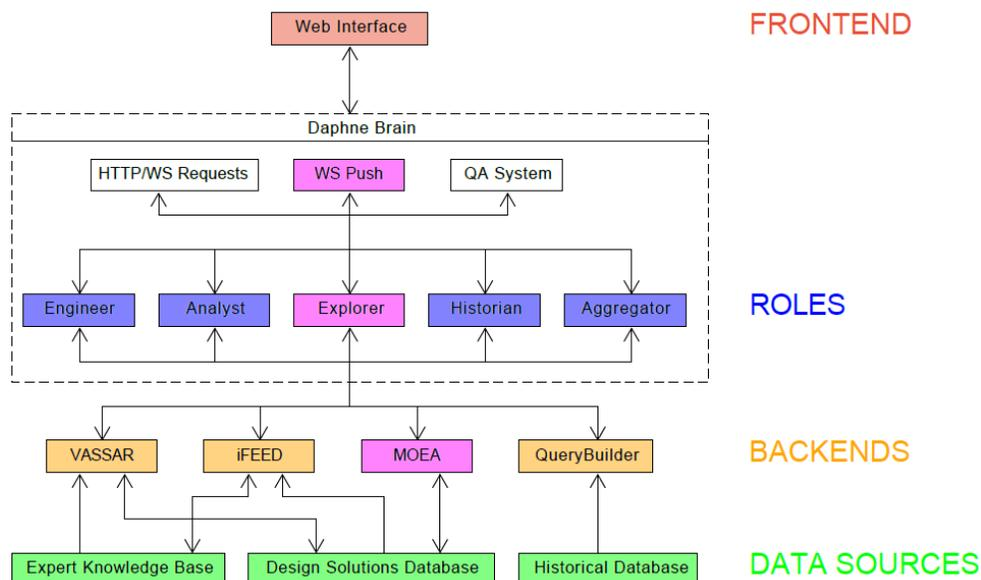 Web Interface
FRONTEND
Daphne Brain
HTTP/WS Requests
WS Push
QA System
Engineer
Analyst
Explorer
Historian
Aggregator
ROLES
VASSAR
iFEED
MOEA
QueryBuilder
BACKENDS
Expert Knowledge Base
Design Solutions Database
Historical Database
DATA SOURCES